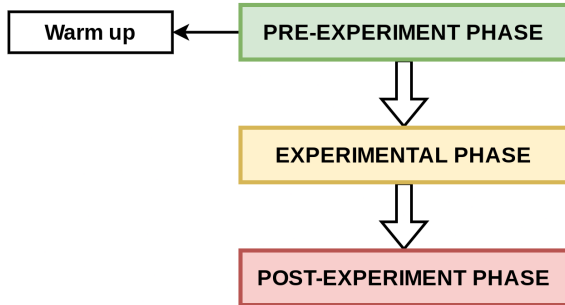 Warm up
PRE-EXPERIMENT PHASE
EXPERIMENTAL PHASE
POST-EXPERIMENT PHASE